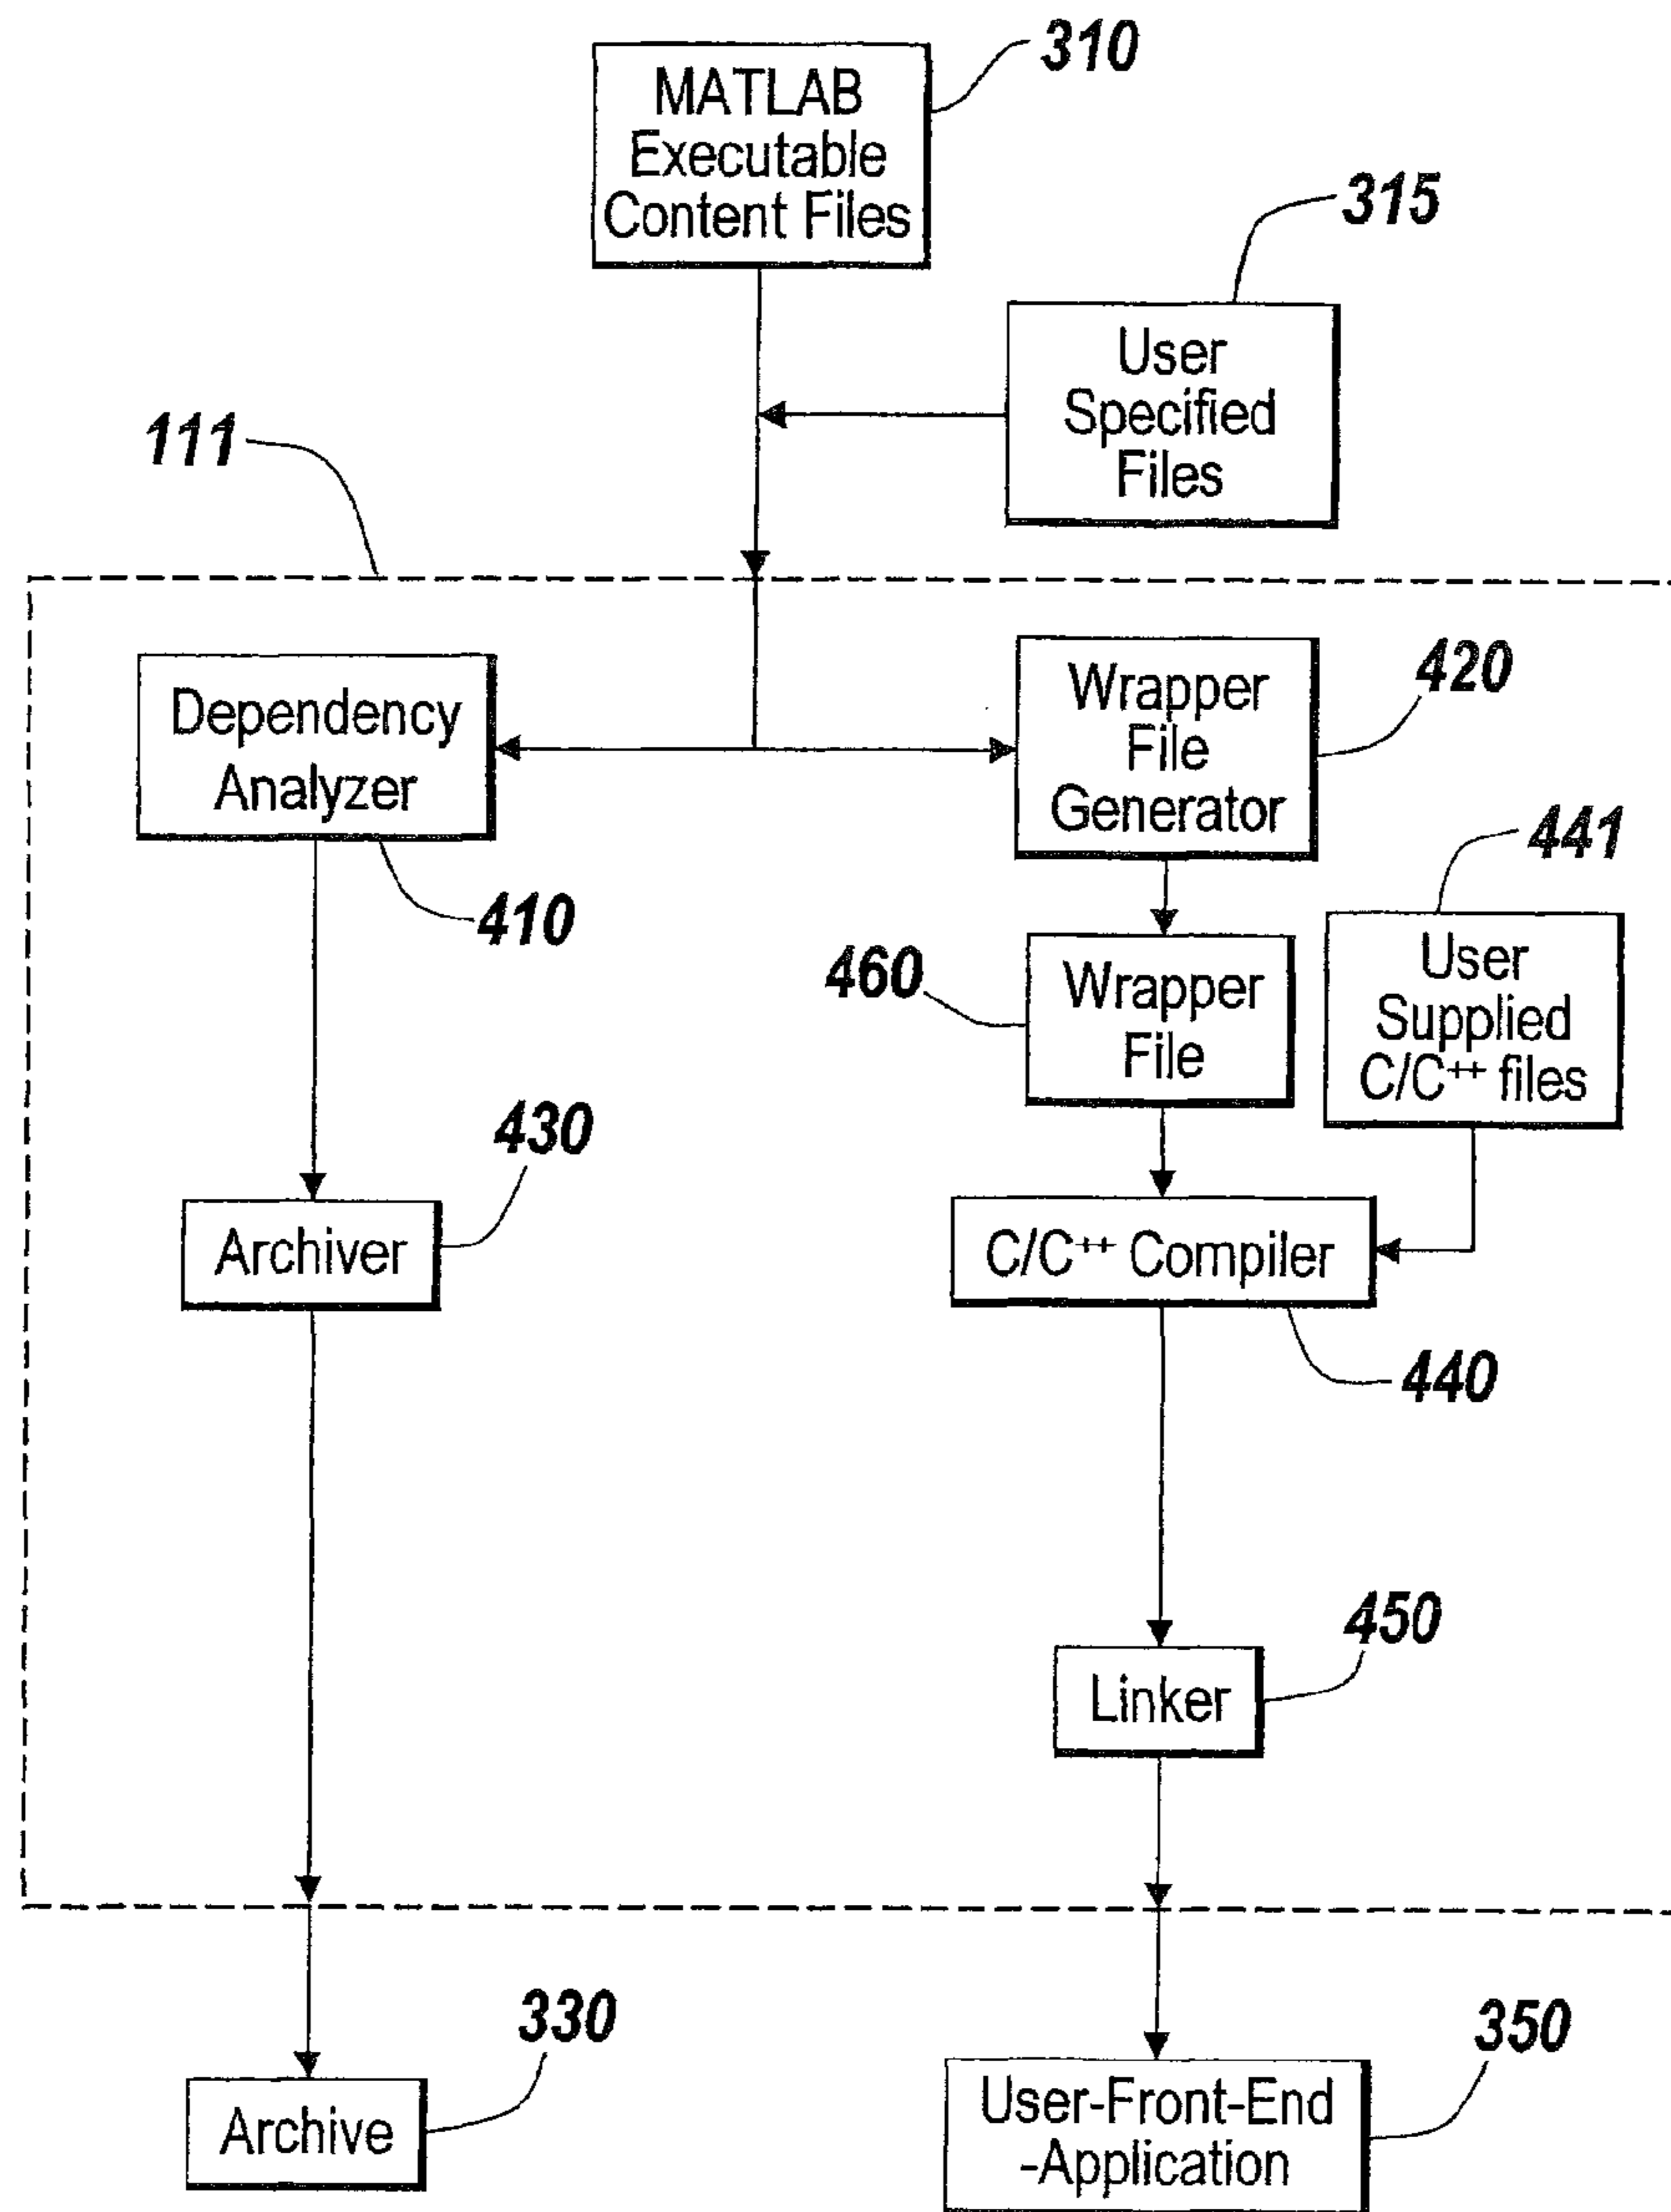 310
MATLAB
Executable
Content Files
315
User
Specified
Files
111
Dependency
Analyzer
410
Wrapper
File
Generator
420
441
User
Supplied
C/C++ files
460
Wrapper
File
430
Archiver
C/C++ Compiler
440
450
Linker
330
Archive
350
User-Front-End
-Application